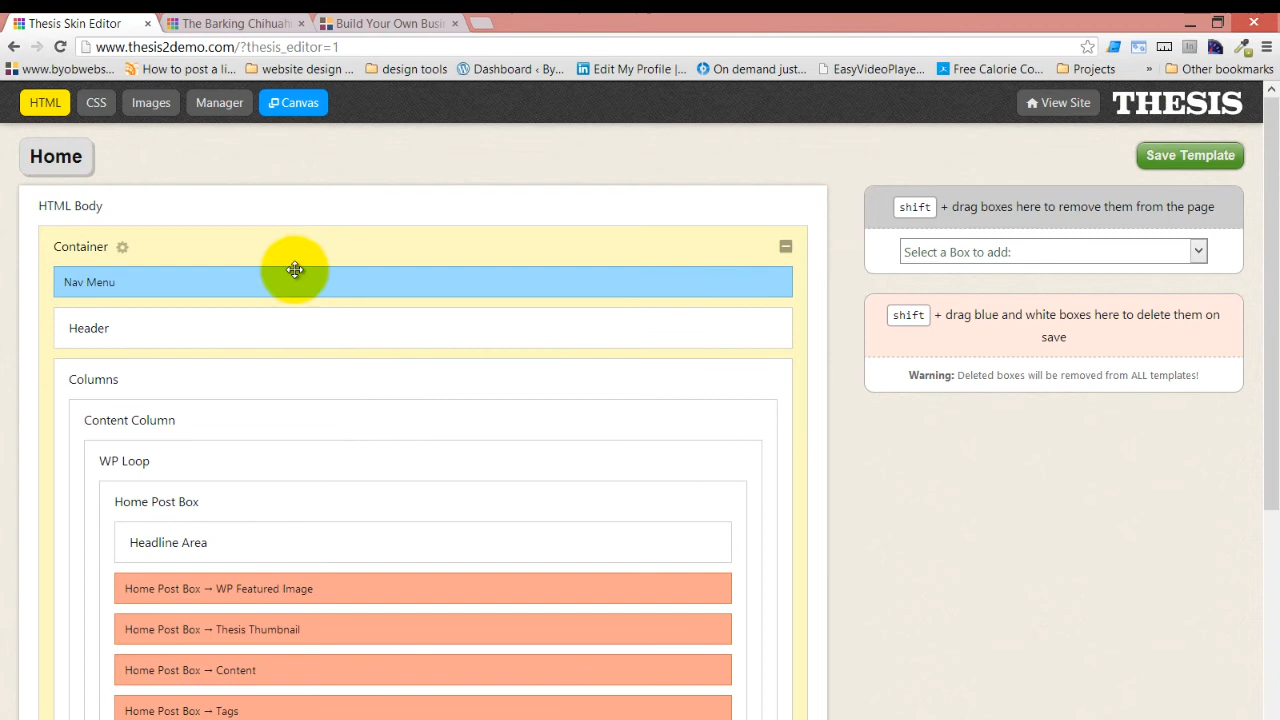 Thesis Skin Editor
The Barking Chihuah
Build Your Own Busi
www.thesis2demo.com/?thesis_editor=1
www.byobwebs...
How to post a li...
website design ...
design tools
Dashboard ‹ By...
Edit My Profile |...
On demand just...
EasyVideoPlaye...
Free Calorie Co...
Projects
»
Other bookmarks
HTML
CSS
Images
Manager
Canvas
View Site
THESIS
Home
Save Template
HTML Body
shift + drag boxes here to remove them from the page
Container
Select a Box to add:
Nav Menu
Header
shift + drag blue and white boxes here to delete them on
save
Warning: Deleted boxes will be removed from ALL templates!
Columns
Content Column
WP Loop
Home Post Box
Headline Area
Home Post Box → WP Featured Image
Home Post Box → Thesis Thumbnail
Home Post Box → Content
Home Post Box → Tags